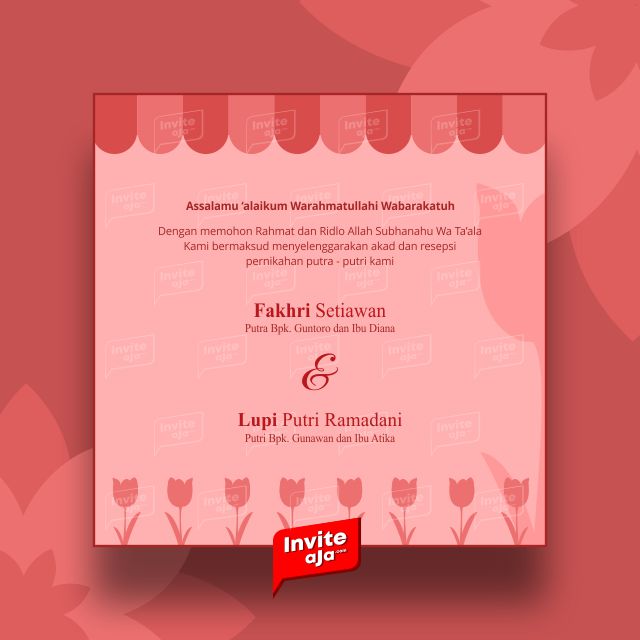 Assalamu ‘alaikum Warahmatullahi Wabarakatuh
Dengan memohon Rahmat dan Ridlo Allah Subhanahu Wa Ta’ala
Kami bermaksud menyelenggarakan akad dan resepsi
pernikahan putra - putri kami
Fakhri Setiawan
Putra Bpk. Guntoro dan Ibu Diana
&
Lupi Putri Ramadani
Putri Bpk. Gunawan dan Ibu Atika
Invite
aja.com